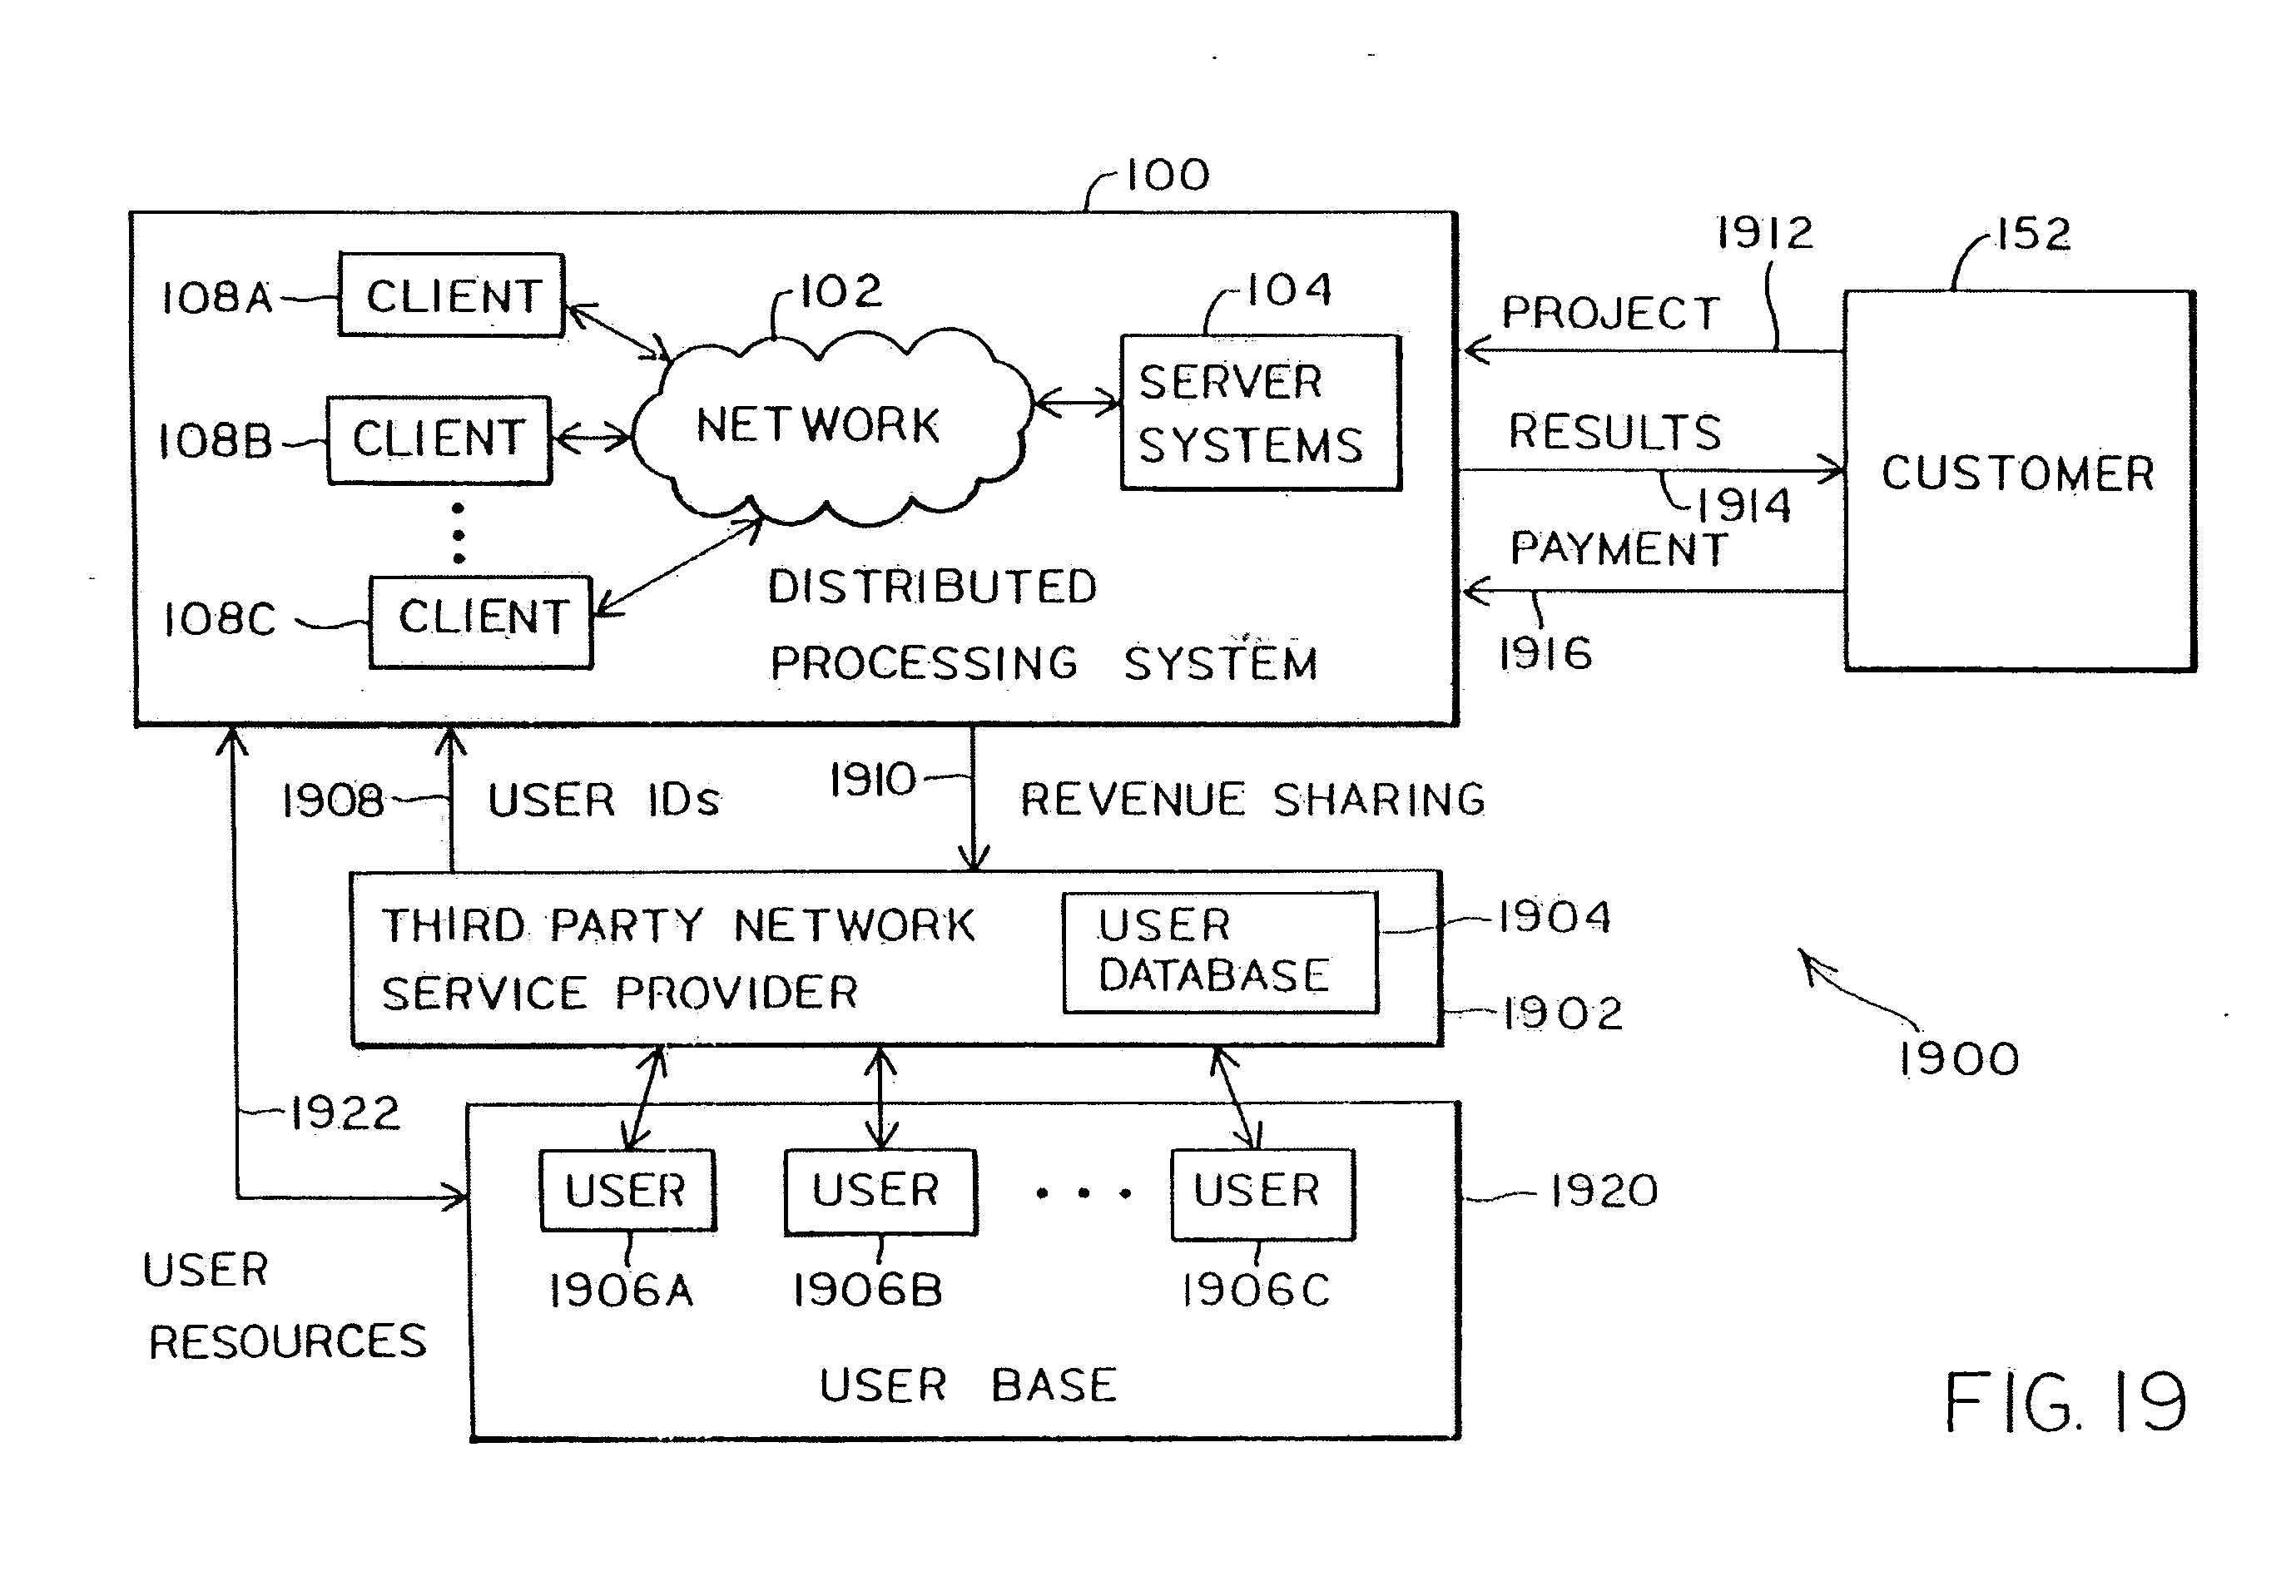 100
108A
CLIENT
102
104
1912
152
PROJECT
108B
CLIENT
NETWORK
SERVER
SYSTEMS
RESULTS
1914
CUSTOMER
PAYMENT
108C
CLIENT
DISTRIBUTED
PROCESSING SYSTEM
1916
1908
USER IDs
1910
REVENUE SHARING
THIRD PARTY NETWORK
SERVICE PROVIDER
USER
DATABASE
1904
1902
1900
1922
USER
USER
USER
1920
1906A
1906B
1906C
USER
RESOURCES
USER BASE
FIG. 19